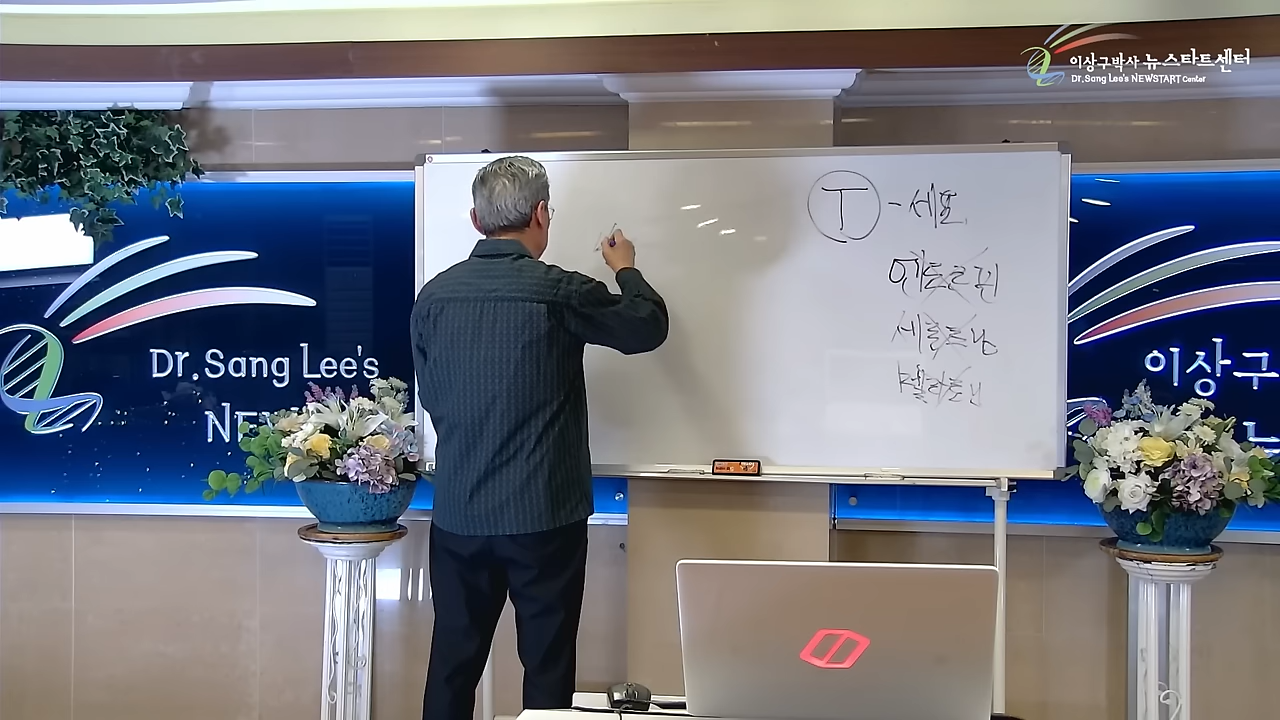 이상구박사 뉴스타트센터
Dr. Sang Lee's NEWSTART Center
T - 세포
엔도르핀
세로토닌
멜라토닌
Dr.Sang Lee's
이상구